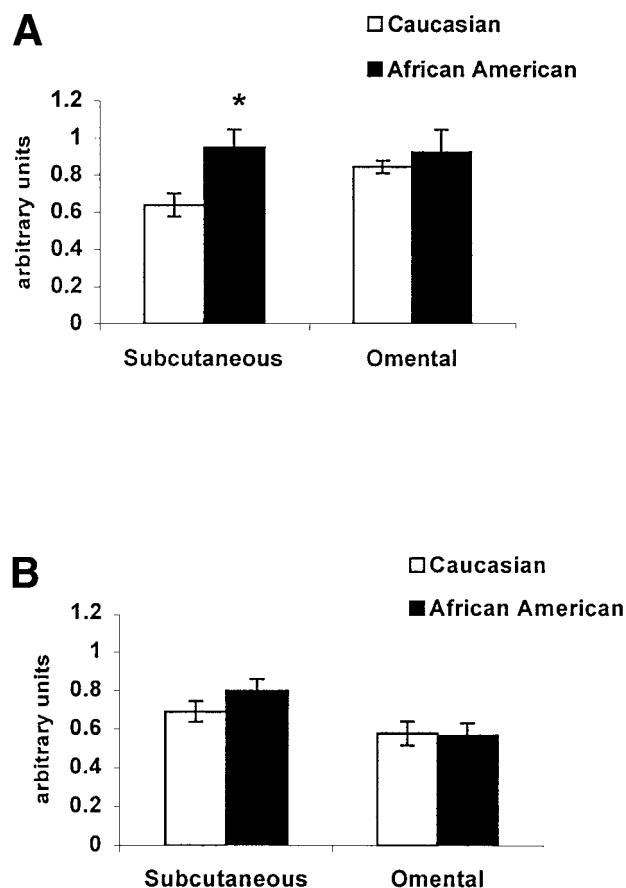 A
Caucasian
African American
*
arbitrary units
1.2
1
0.8
0.6
0.4
0.2
0
Subcutaneous Omental
B
Caucasian
African American
arbitrary units
1.2
1
0.8
0.6
0.4
0.2
0
Subcutaneous Omental